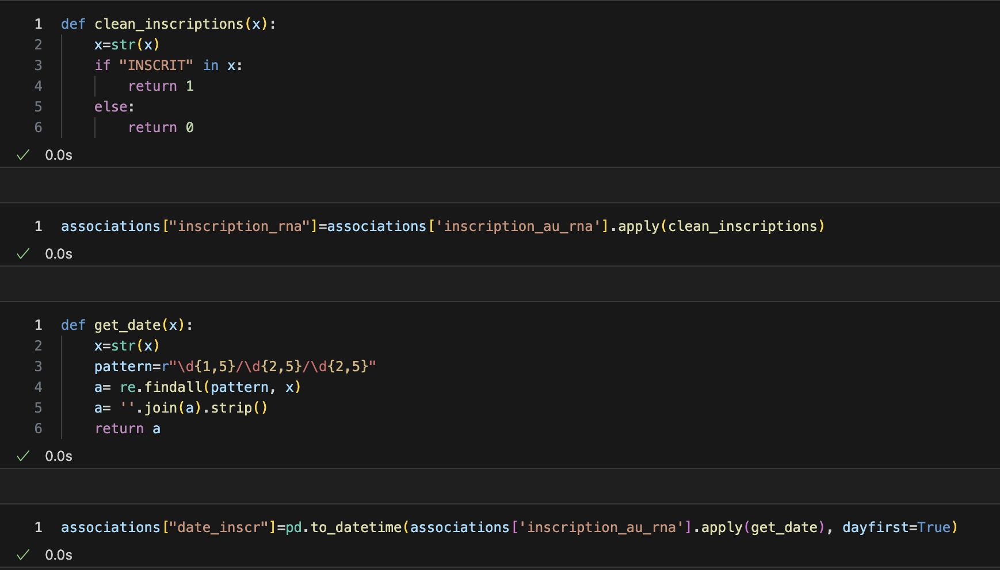 1 def clean_inscriptions(x):
2     x=str(x)
3     if "INSCRIT" in x:
4         return 1
5     else:
6         return 0
✓ 0.0s
1 associations["inscription_rna"]=associations['inscription_au_rna'].apply(clean_inscriptions)
✓ 0.0s
1 def get_date(x):
2     x=str(x)
3     pattern=r"\d{1,5}/\d{2,5}/\d{2,5}"
4     a= re.findall(pattern, x)
5     a= ''.join(a).strip()
6     return a
✓ 0.0s
1 associations["date_inscr"]=pd.to_datetime(associations['inscription_au_rna'].apply(get_date), dayfirst=True)
✓ 0.0s